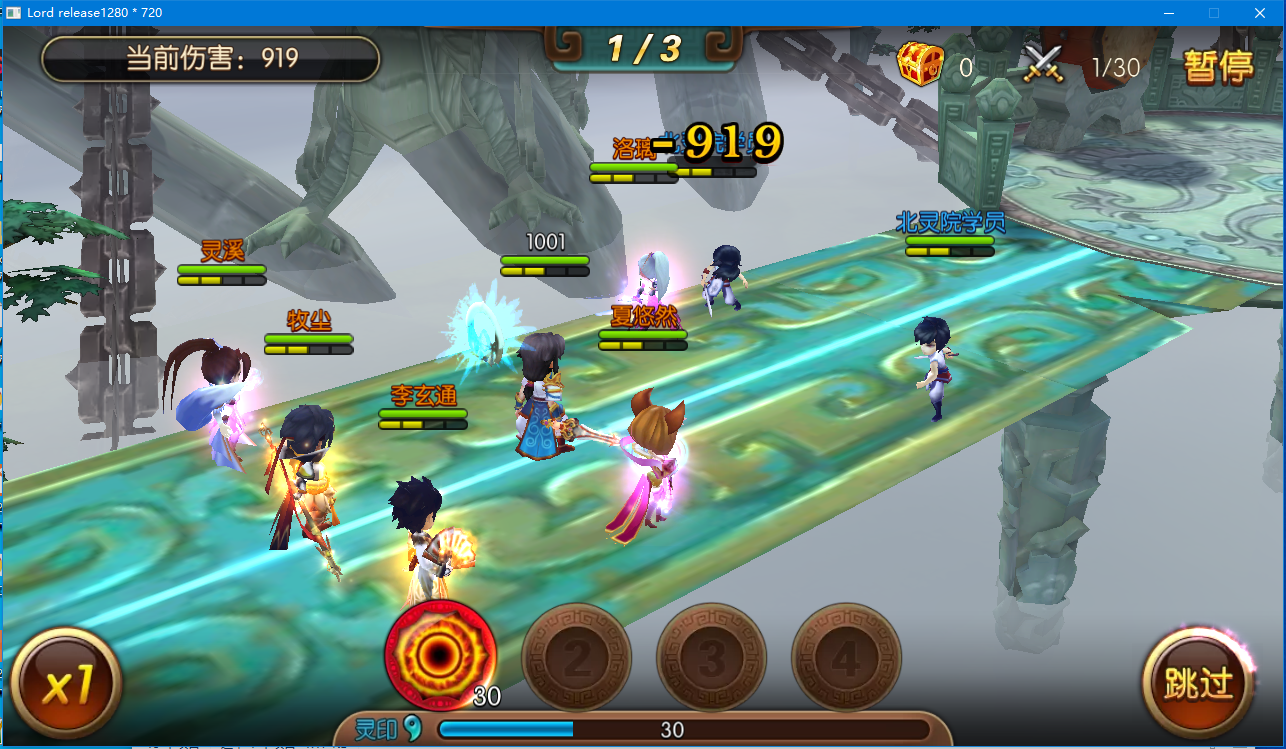 Lord release1280 * 720
当前伤害：919
1/3
0
1/30
暂停
洛璃
-919
北灵院学员
灵溪
1001
牧尘
夏悠然
李玄通
x1
30
2
3
4
跳过
灵印
30